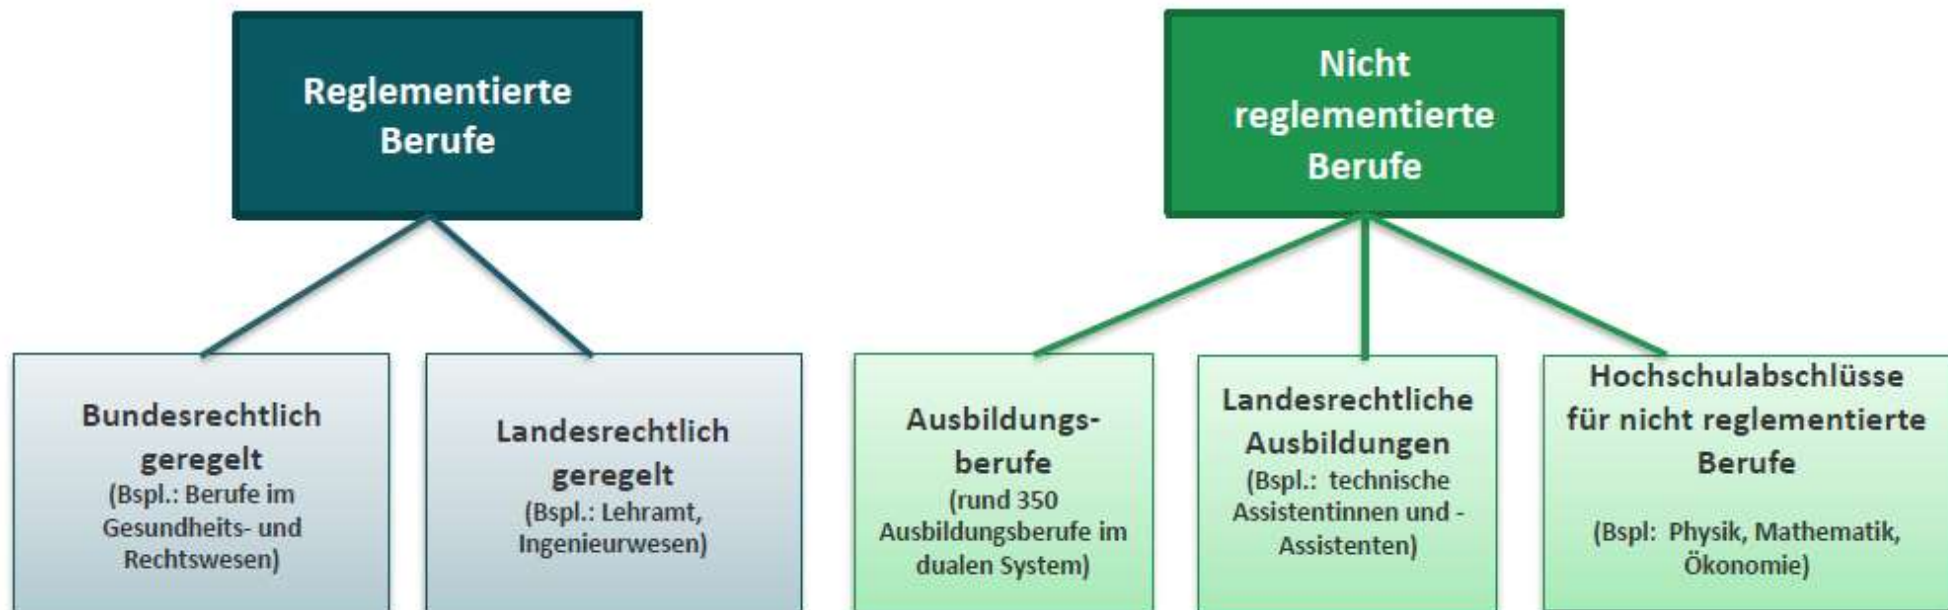 Reglementierte
Berufe
Nicht
reglementierte
Berufe
Bundesrechtlich
geregelt
(Bspl.: Berufe im
Gesundheits- und
Rechtswesen)
Landesrechtlich
geregelt
(Bspl.: Lehramt,
Ingenieurwesen)
Ausbildungs-
berufe
(rund 350
Ausbildungsberufe im
dualen System)
Landesrechtliche
Ausbildungen
(Bspl.: technische
Assistentinnen und -
Assistenten)
Hochschulabschlüsse
für nicht reglementierte
Berufe
(Bspl: Physik, Mathematik,
Ökonomie)